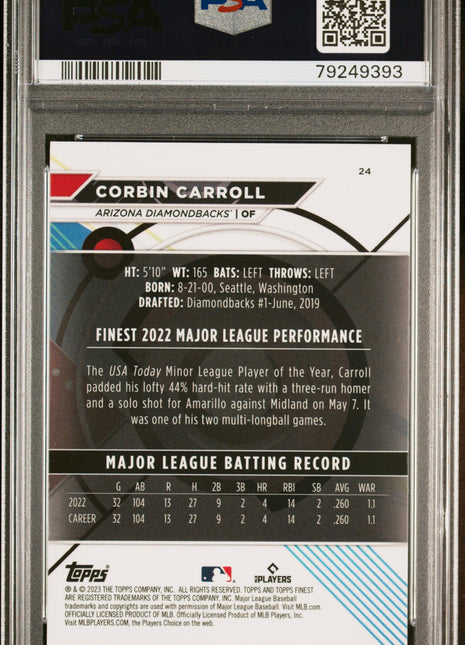 PSA
PSA
79249393
24
CORBIN CARROLL
ARIZONA DIAMONDBACKS™ | OF
HT: 5'10" WT: 165 BATS: LEFT THROWS: LEFT
BORN: 8-21-00, Seattle, Washington
DRAFTED: Diamondbacks #1-June, 2019
FINEST 2022 MAJOR LEAGUE PERFORMANCE
The USA Today Minor League Player of the Year, Carroll
padded his lofty 44% hard-hit rate with a three-run homer
and a solo shot for Amarillo against Midland on May 7. It
was one of his two multi-longball games.
MAJOR LEAGUE BATTING RECORD
G AB R H 2B 3B HR RBI SB AVG WAR
2022 32 104 13 27 9 2 4 14 2 .260 1.1
CAREER 32 104 13 27 9 2 4 14 2 .260 1.1
Topps
MLB PLAYERS
® & © 2023 THE TOPPS COMPANY, INC. ALL RIGHTS RESERVED. TOPPS AND TOPPS FINEST
ARE REGISTERED TRADEMARKS OF THE TOPPS COMPANY, INC. Major League Baseball
trademarks and copyrights are used with permission of Major League Baseball. Visit MLB.com.
OFFICIALLY LICENSED PRODUCT OF MLB. Officially Licensed Product of MLB Players, Inc.
Visit MLBPLAYERS.com, the Players Choice on the web.